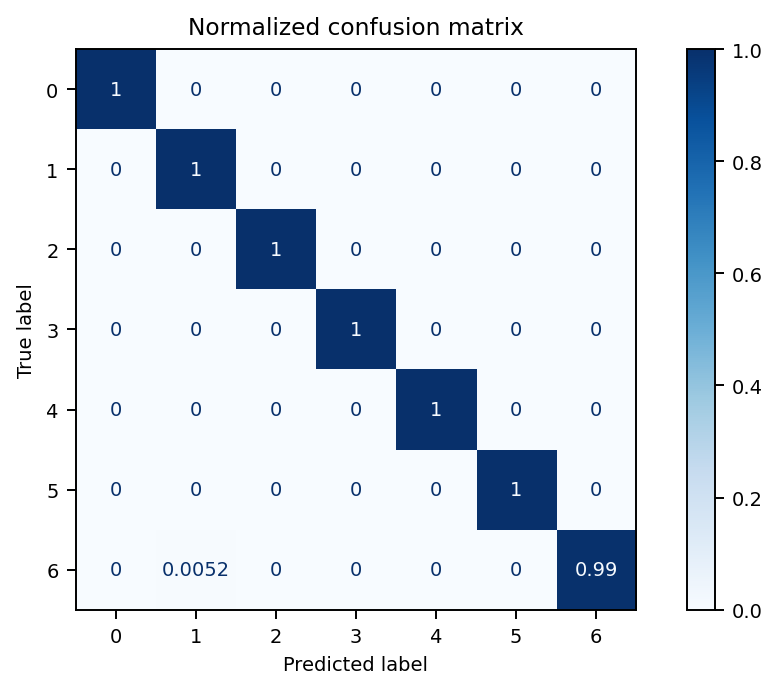 Normalized confusion matrix
True label
0 1 0 0 0 0 0 0
1 0 1 0 0 0 0 0
2 0 0 1 0 0 0 0
3 0 0 0 1 0 0 0
4 0 0 0 0 1 0 0
5 0 0 0 0 0 1 0
6 0 0.0052 0 0 0 0 0.99
0 1 2 3 4 5 6
Predicted label
1.0
0.8
0.6
0.4
0.2
0.0